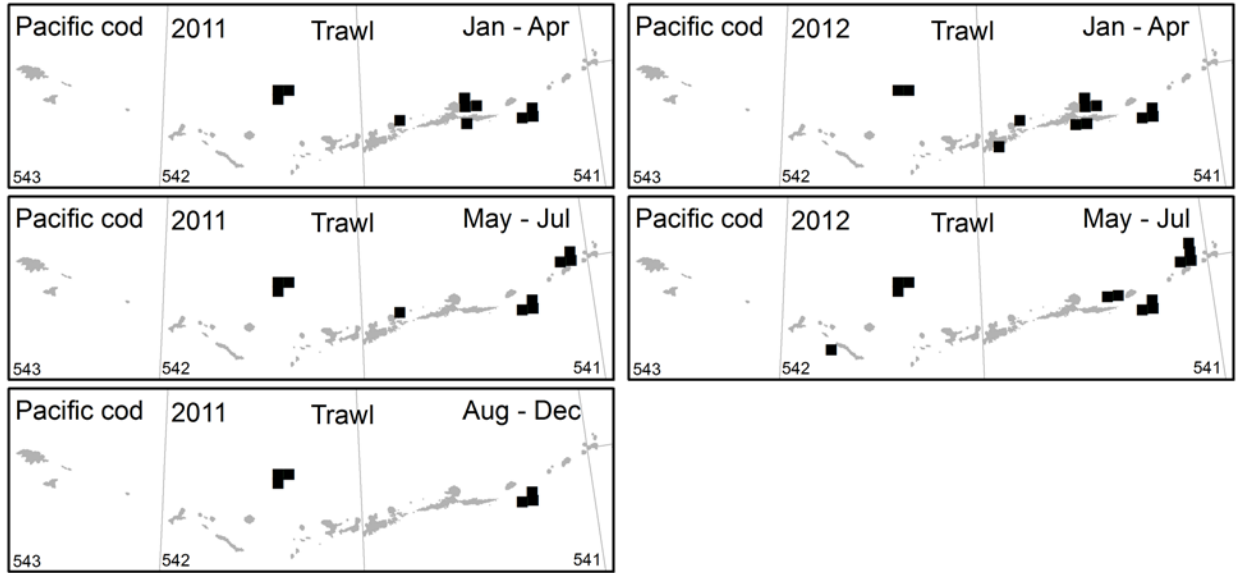 Pacific cod 2011 Trawl Jan - Apr
543 542 541
Pacific cod 2012 Trawl Jan - Apr
543 542 541
Pacific cod 2011 Trawl May - Jul
543 542 541
Pacific cod 2012 Trawl May - Jul
543 542 541
Pacific cod 2011 Trawl Aug - Dec
543 542 541